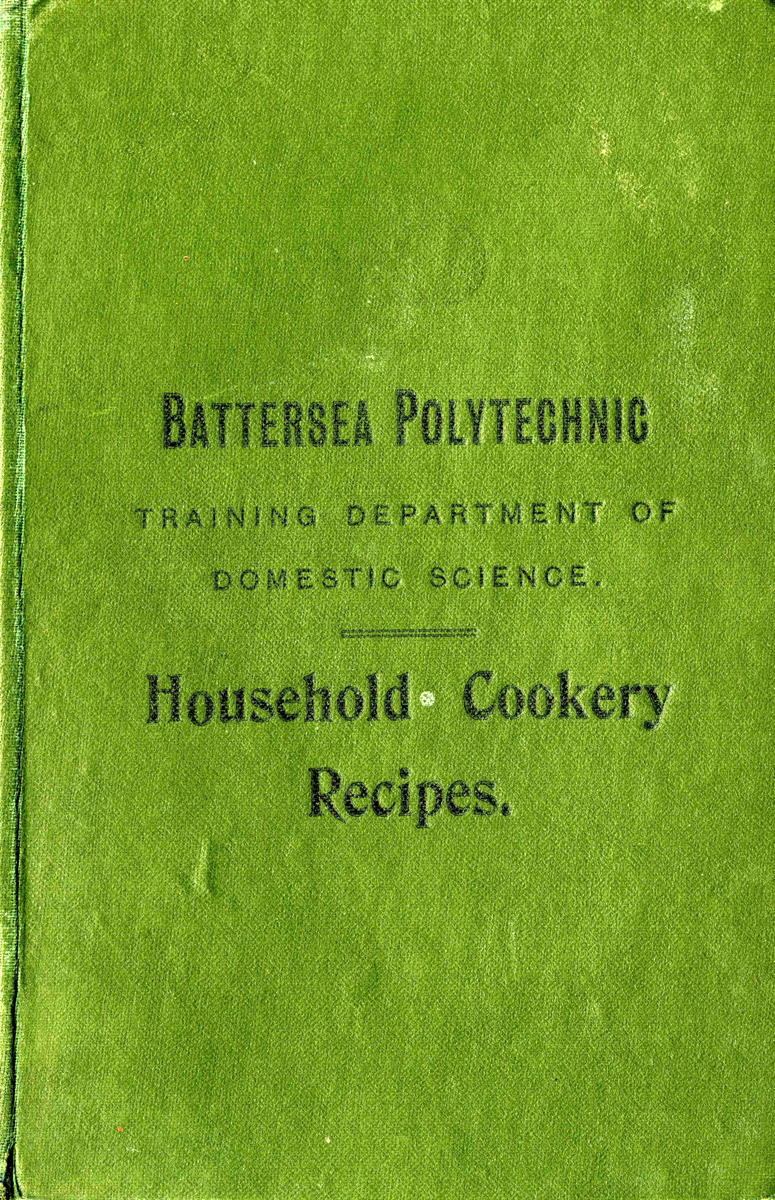 BATTERSEA POLYTECHNIC
TRAINING DEPARTMENT OF
DOMESTIC SCIENCE.
Household Cookery
Recipes.